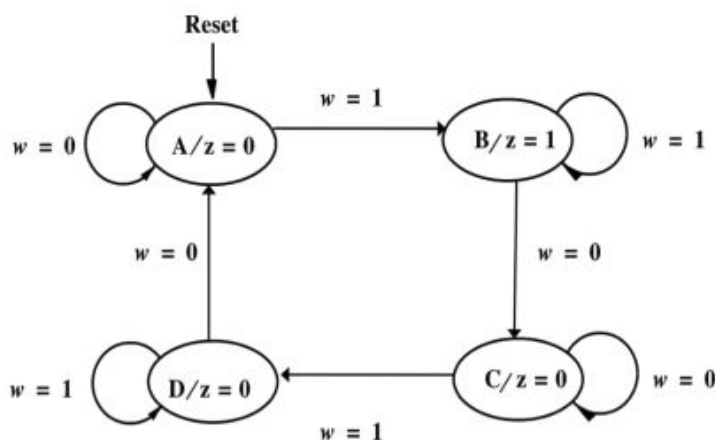 Reset
w = 1
w = 0
A/z = 0
B/z = 1
w = 1
w = 0
w = 0
w = 1
D/z = 0
C/z = 0
w = 0
w = 1